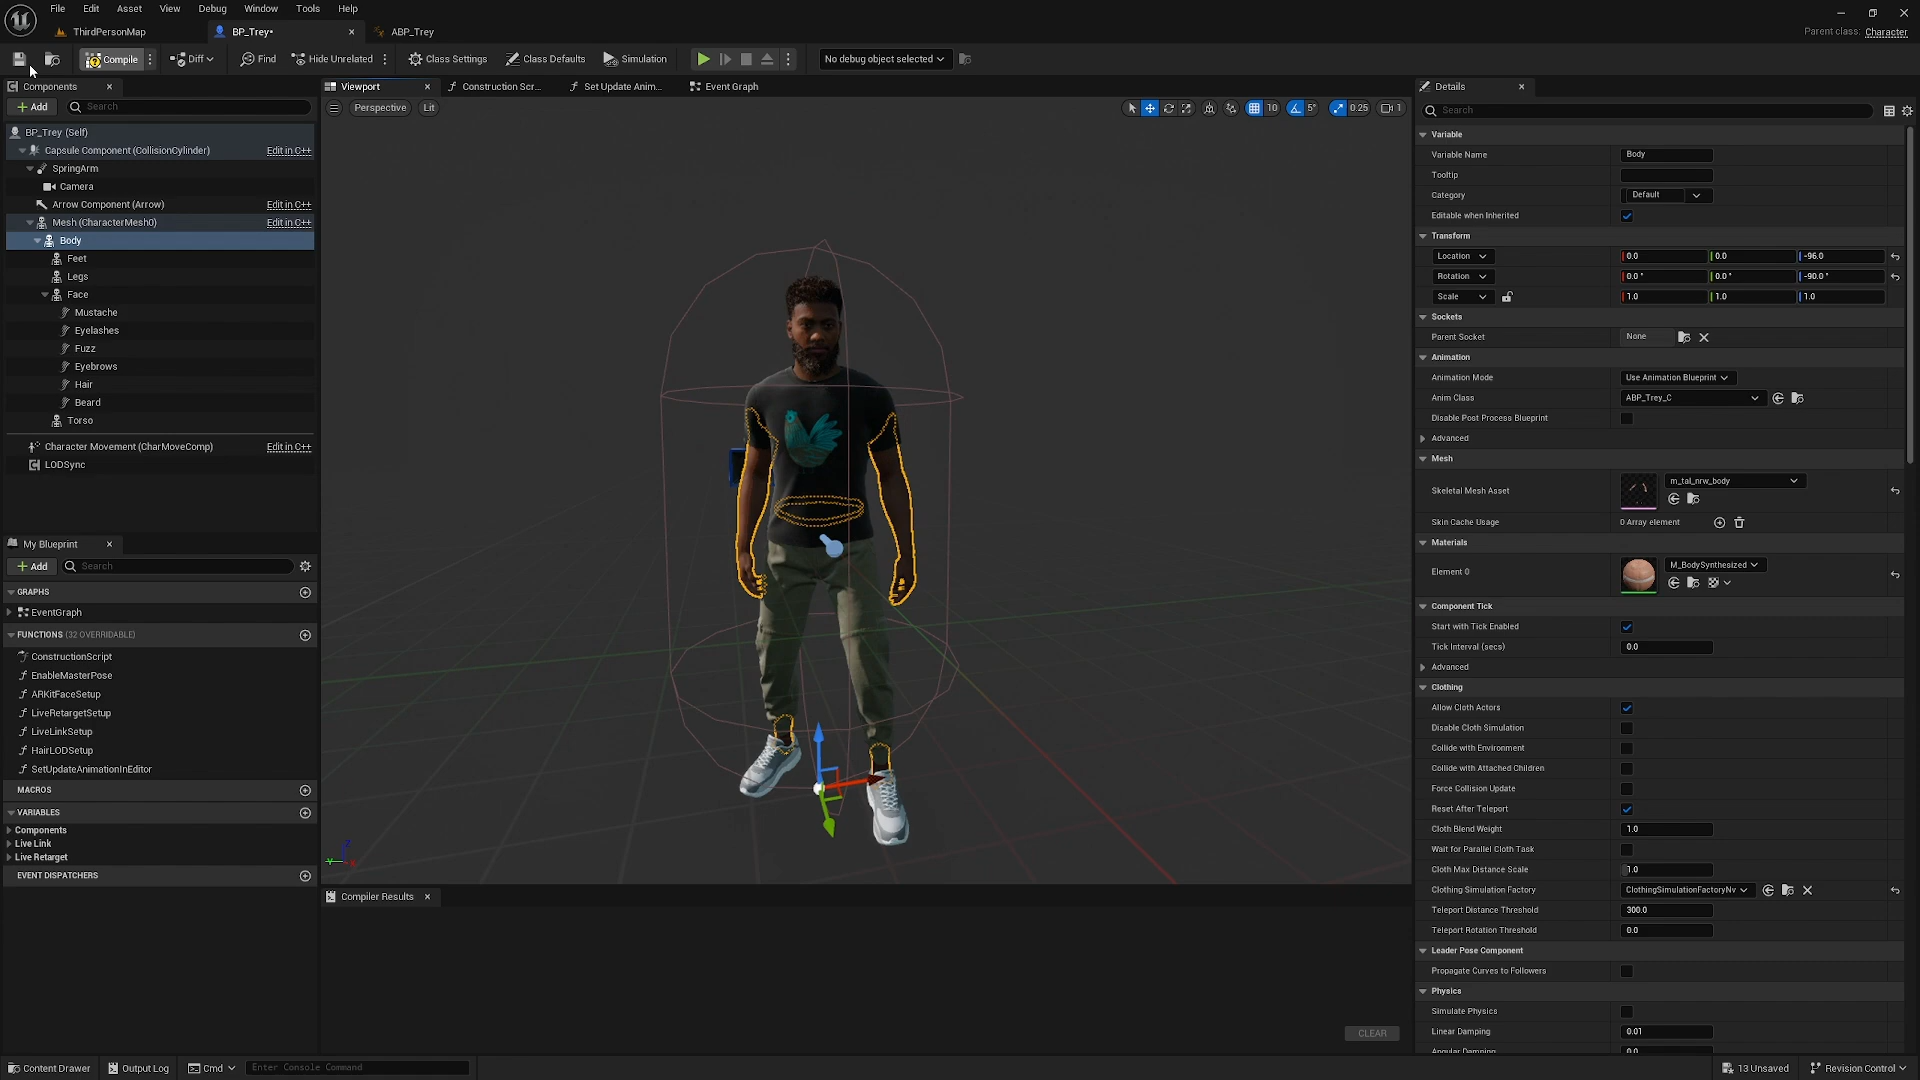 File Edit Asset View Debug Window Tools Help
ThirdPersonMap BP_Trey• ABP_Trey
Parent class: Character
Compile Diff Find Hide Unrelated Class Settings Class Defaults Simulation No debug object selected
Components
Add Search
BP_Trey (Self)
Capsule Component (CollisionCylinder) Edit in C++
SpringArm
Camera
Arrow Component (Arrow) Edit in C++
Mesh (CharacterMesh0) Edit in C++
Body
Feet
Legs
Face
Mustache
Eyelashes
Fuzz
Eyebrows
Hair
Beard
Torso
Character Movement (CharMoveComp) Edit in C++
LODSync
My Blueprint
Add Search
GRAPHS
EventGraph
FUNCTIONS (32 OVERRIDABLE)
ConstructionScript
EnableMasterPose
ARKitFaceSetup
LiveRetargetSetup
LiveLinkSetup
HairLODSetup
SetUpdateAnimationInEditor
MACROS
VARIABLES
Components
Live Link
Live Retarget
EVENT DISPATCHERS
Viewport Construction Scr... Set Update Anim... Event Graph
Perspective Lit 10 5° 0.25 1
Z
Y X
Compiler Results
CLEAR
Details
Search
Variable
Variable Name Body
Tooltip
Category Default
Editable when Inherited
Transform
Location 0.0 0.0 -96.0
Rotation 0.0 ° 0.0 ° -90.0 °
Scale 1.0 1.0 1.0
Sockets
Parent Socket None
Animation
Animation Mode Use Animation Blueprint
Anim Class ABP_Trey_C
Disable Post Process Blueprint
Advanced
Mesh
Skeletal Mesh Asset m_tal_nrw_body
Skin Cache Usage 0 Array element
Materials
Element 0 M_BodySynthesized
Component Tick
Start with Tick Enabled
Tick Interval (secs) 0.0
Advanced
Clothing
Allow Cloth Actors
Disable Cloth Simulation
Collide with Environment
Collide with Attached Children
Force Collision Update
Reset After Teleport
Cloth Blend Weight 1.0
Wait for Parallel Cloth Task
Cloth Max Distance Scale 1.0
Clothing Simulation Factory ClothingSimulationFactoryNv
Teleport Distance Threshold 300.0
Teleport Rotation Threshold 0.0
Leader Pose Component
Propagate Curves to Followers
Physics
Simulate Physics
Linear Damping 0.01
Angular Damping 0.0
Content Drawer Output Log Cmd Enter Console Command 13 Unsaved Revision Control